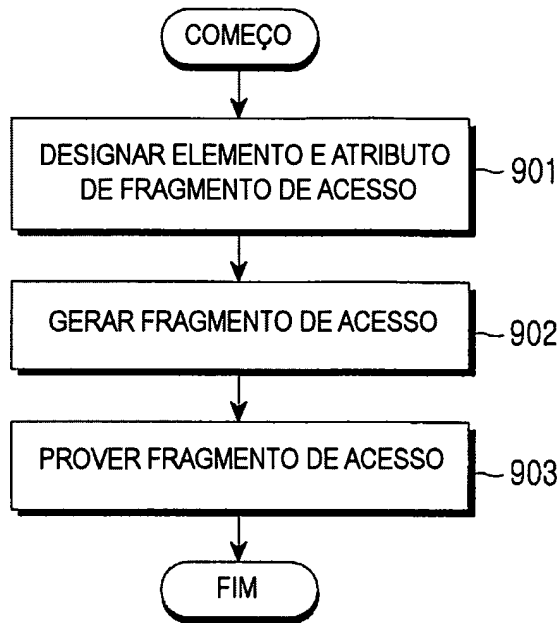 COMEÇO
DESIGNAR ELEMENTO E ATRIBUTO
DE FRAGMENTO DE ACESSO
901
GERAR FRAGMENTO DE ACESSO
902
PROVER FRAGMENTO DE ACESSO
903
FIM